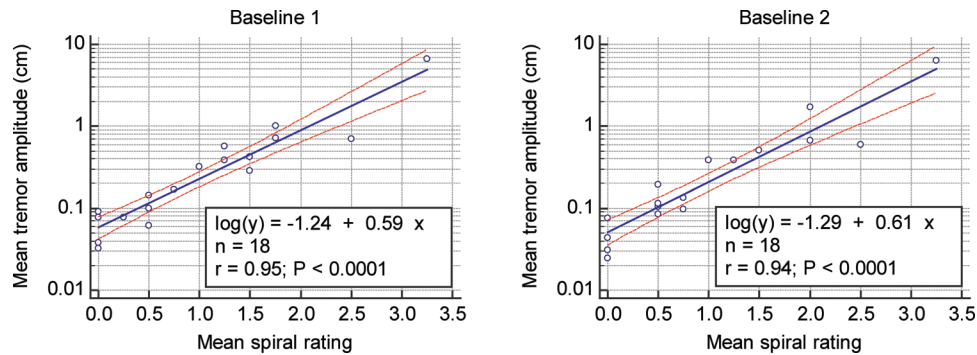 Baseline 1
Mean tremor amplitude (cm)
10
1
0.1
0.01
log(y) = -1.24 + 0.59 x
n = 18
r = 0.95; P < 0.0001
0.0 0.5 1.0 1.5 2.0 2.5 3.0 3.5
Mean spiral rating
Baseline 2
Mean tremor amplitude (cm)
10
1
0.1
0.01
log(y) = -1.29 + 0.61 x
n = 18
r = 0.94; P < 0.0001
0.0 0.5 1.0 1.5 2.0 2.5 3.0 3.5
Mean spiral rating